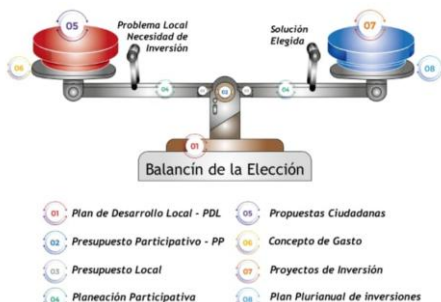 05
Problema Local
Necesidad de
Inversión
Solución
Elegida
07
06
08
04
03
02
03
04
01
Balancín de la Elección
01 Plan de Desarrollo Local - PDL
05 Propuestas Ciudadanas
02 Presupuesto Participativo - PP
06 Concepto de Gasto
03 Presupuesto Local
07 Proyectos de Inversión
04 Planeación Participativa
08 Plan Plurianual de inversiones